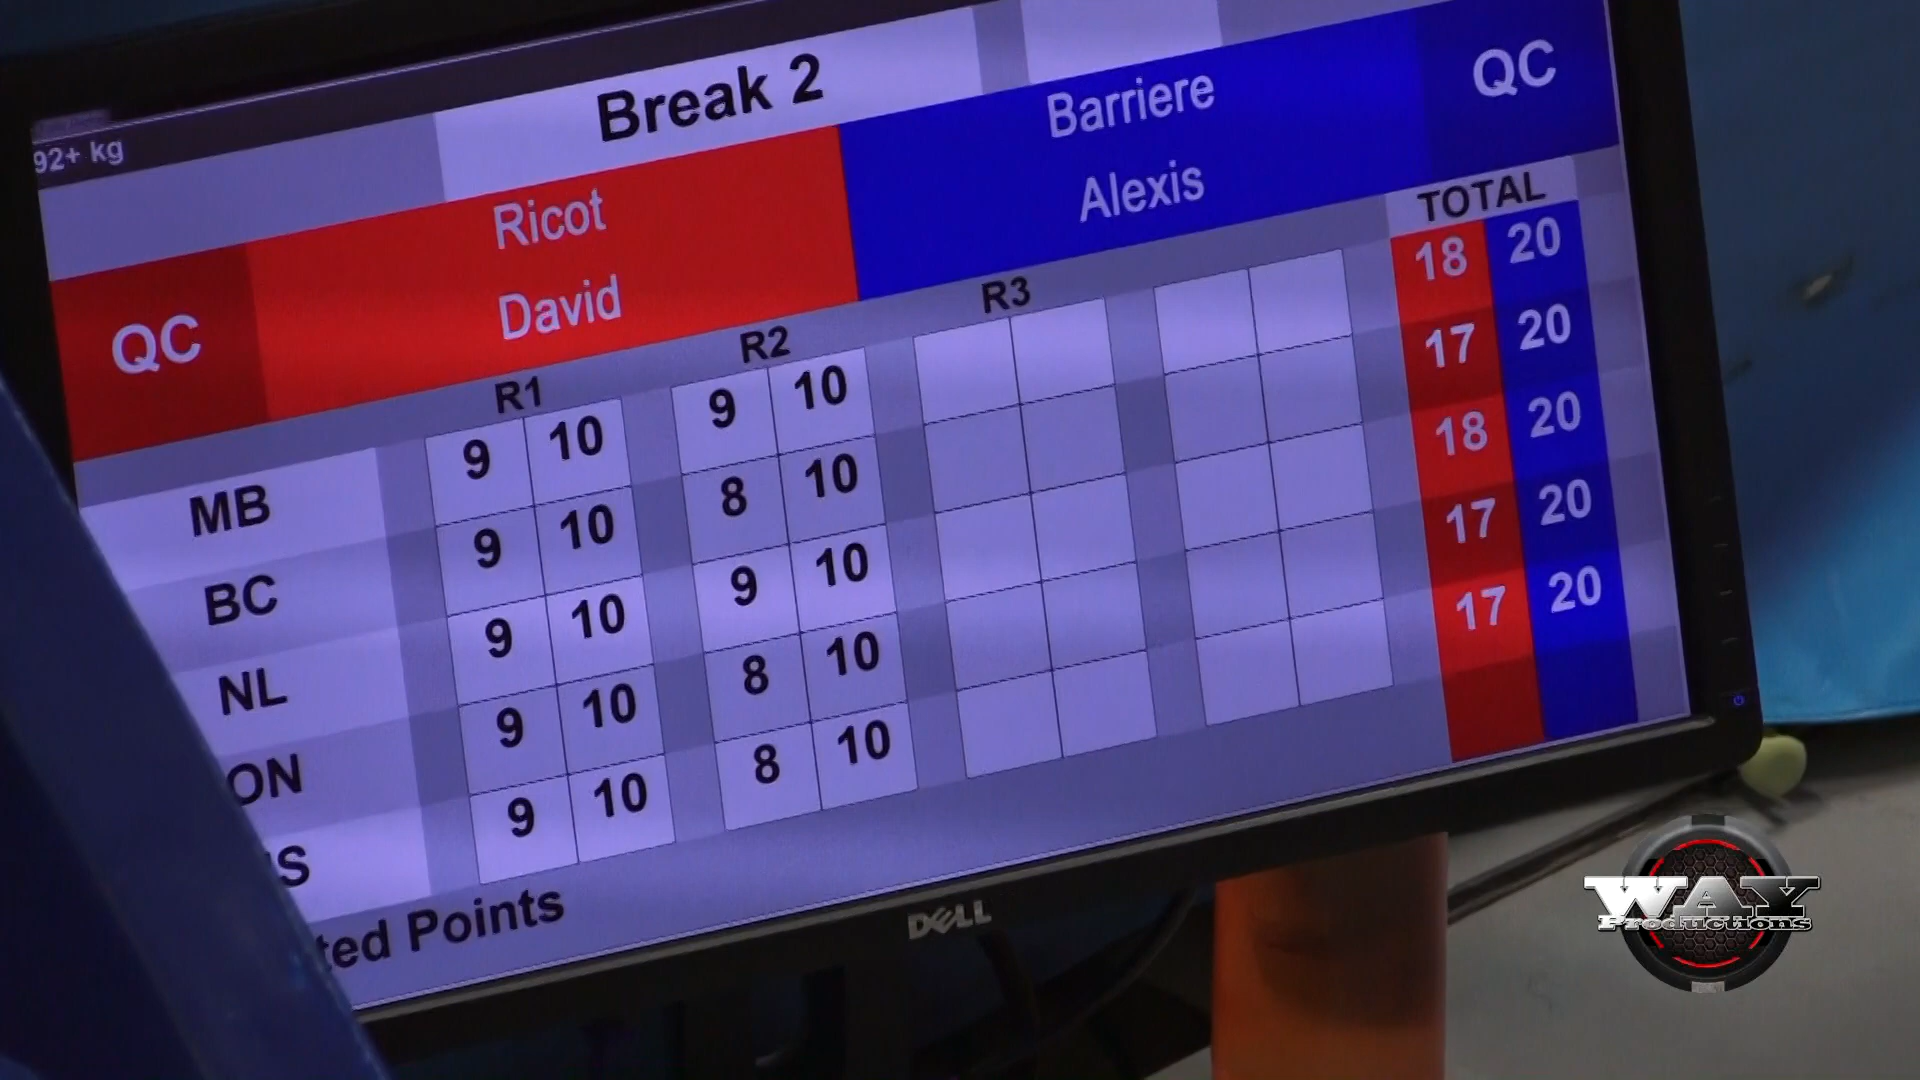 92+ kg
Break 2
QC
Ricot
David
Barriere
Alexis
QC
R1 R2 R3 TOTAL
MB 9 10 9 10 18 20
BC 9 10 8 10 17 20
NL 9 10 9 10 18 20
ON 9 10 8 10 17 20
S 9 10 8 10 17 20
ted Points
DELL
WAY
Productions